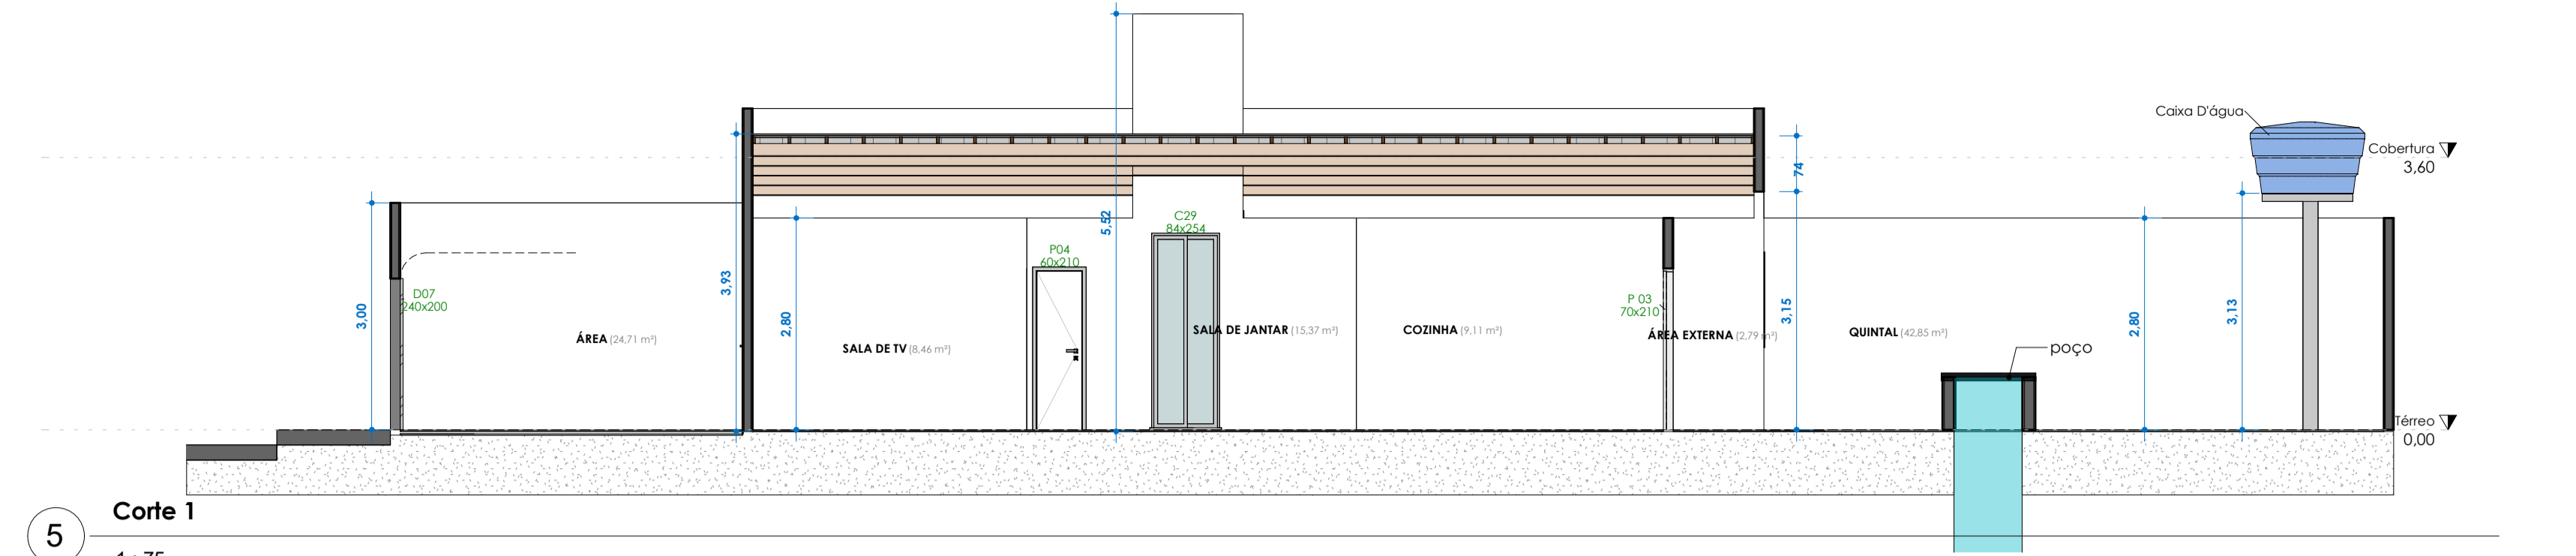 Caixa D'água
Cobertura
3,60
74
5,52
C29
84x254
P04
60x210
3,93
3,00
D07
240x200
2,80
P 03
70x210
3,15
2,80
3,13
ÁREA (24,71 m²)
SALA DE TV (8,46 m²)
SALA DE JANTAR (15,37 m²)
COZINHA (9,11 m²)
ÁREA EXTERNA (2,79 m²)
QUINTAL (42,85 m²)
poço
Térreo
0,00
5
Corte 1
1 : 75